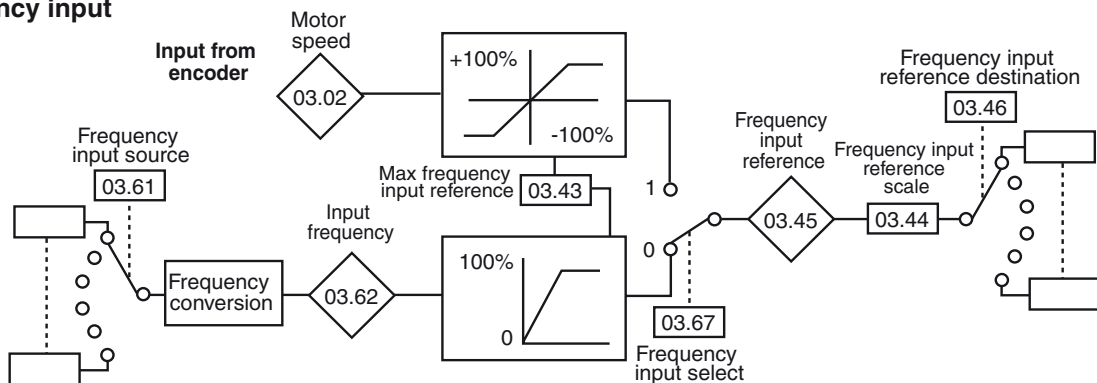 ncy input
Motor
speed
Input from
encoder
03.02
+100%
-100%
Frequency input
reference destination
03.46
Frequency
input source
03.61
Max frequency
input reference
03.43
1
Frequency
input
reference
03.45
Frequency input
reference
scale
03.44
Input
frequency
Frequency
conversion
03.62
100%
0
0
03.67
Frequency
input select